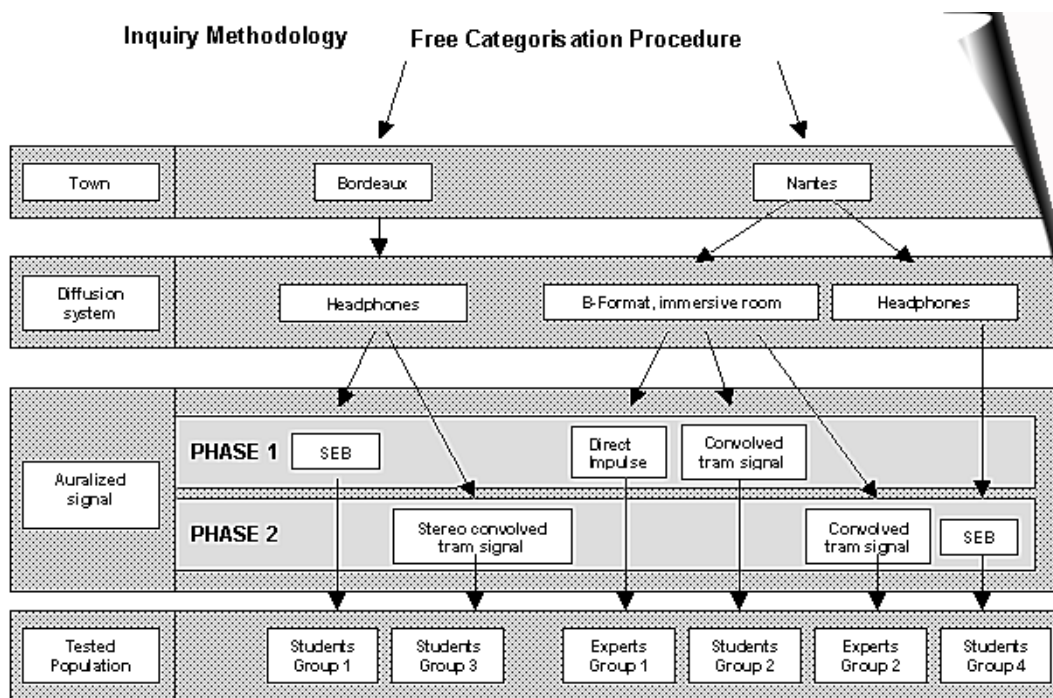 Inquiry Methodology
Free Categorisation Procedure
Town
Bordeaux
Nantes
Diffusion
system
Headphones
B-Format, immersive room
Headphones
Auralized
signal
PHASE 1
SEB
Direct
Impulse
Convolved
tram signal
PHASE 2
Stereo convolved
tram signal
Convolved
tram signal
SEB
Tested
Population
Students
Group 1
Students
Group 3
Experts
Group 1
Students
Group 2
Experts
Group 2
Students
Group 4